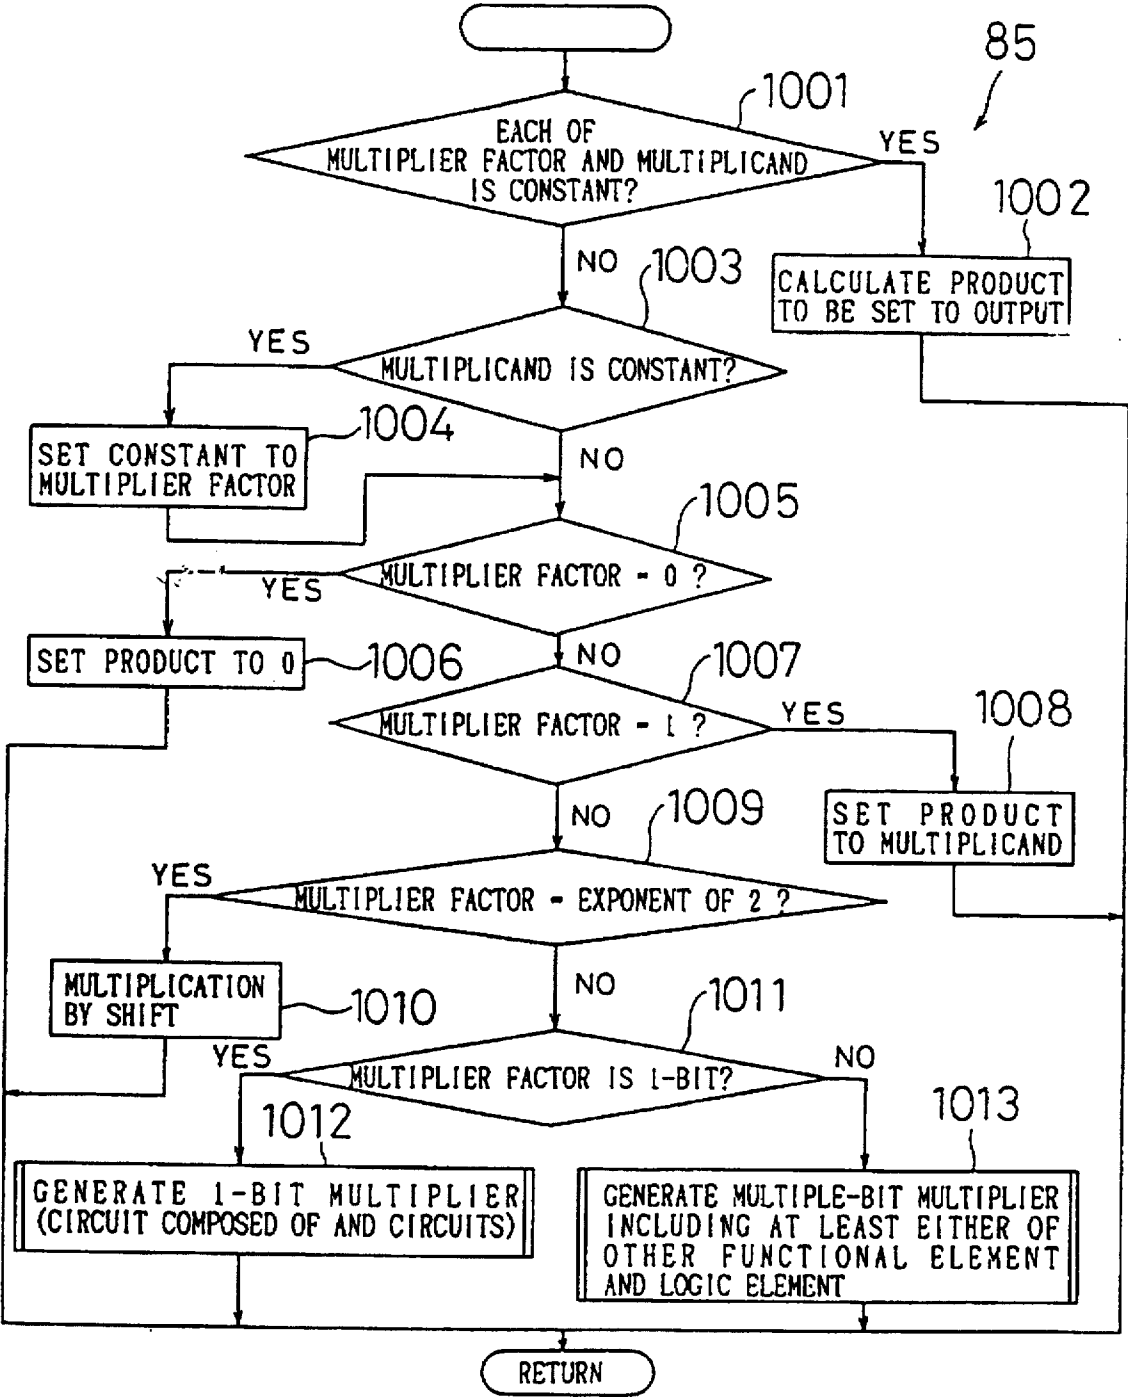 85
1001
EACH OF
MULTIPLIER FACTOR AND MULTIPLICAND
IS CONSTANT?
YES
1002
CALCULATE PRODUCT
TO BE SET TO OUTPUT
NO
1003
MULTIPLICAND IS CONSTANT?
YES
1004
SET CONSTANT TO
MULTIPLIER FACTOR
NO
1005
MULTIPLIER FACTOR = 0 ?
YES
SET PRODUCT TO 0
1006
NO
1007
MULTIPLIER FACTOR = 1 ?
YES
1008
SET PRODUCT
TO MULTIPLICAND
NO
1009
MULTIPLIER FACTOR = EXPONENT OF 2 ?
YES
MULTIPLICATION
BY SHIFT
1010
NO
1011
MULTIPLIER FACTOR IS 1-BIT?
YES
NO
1012
GENERATE 1-BIT MULTIPLIER
(CIRCUIT COMPOSED OF AND CIRCUITS)
1013
GENERATE MULTIPLE-BIT MULTIPLIER
INCLUDING AT LEAST EITHER OF
OTHER FUNCTIONAL ELEMENT
AND LOGIC ELEMENT
RETURN